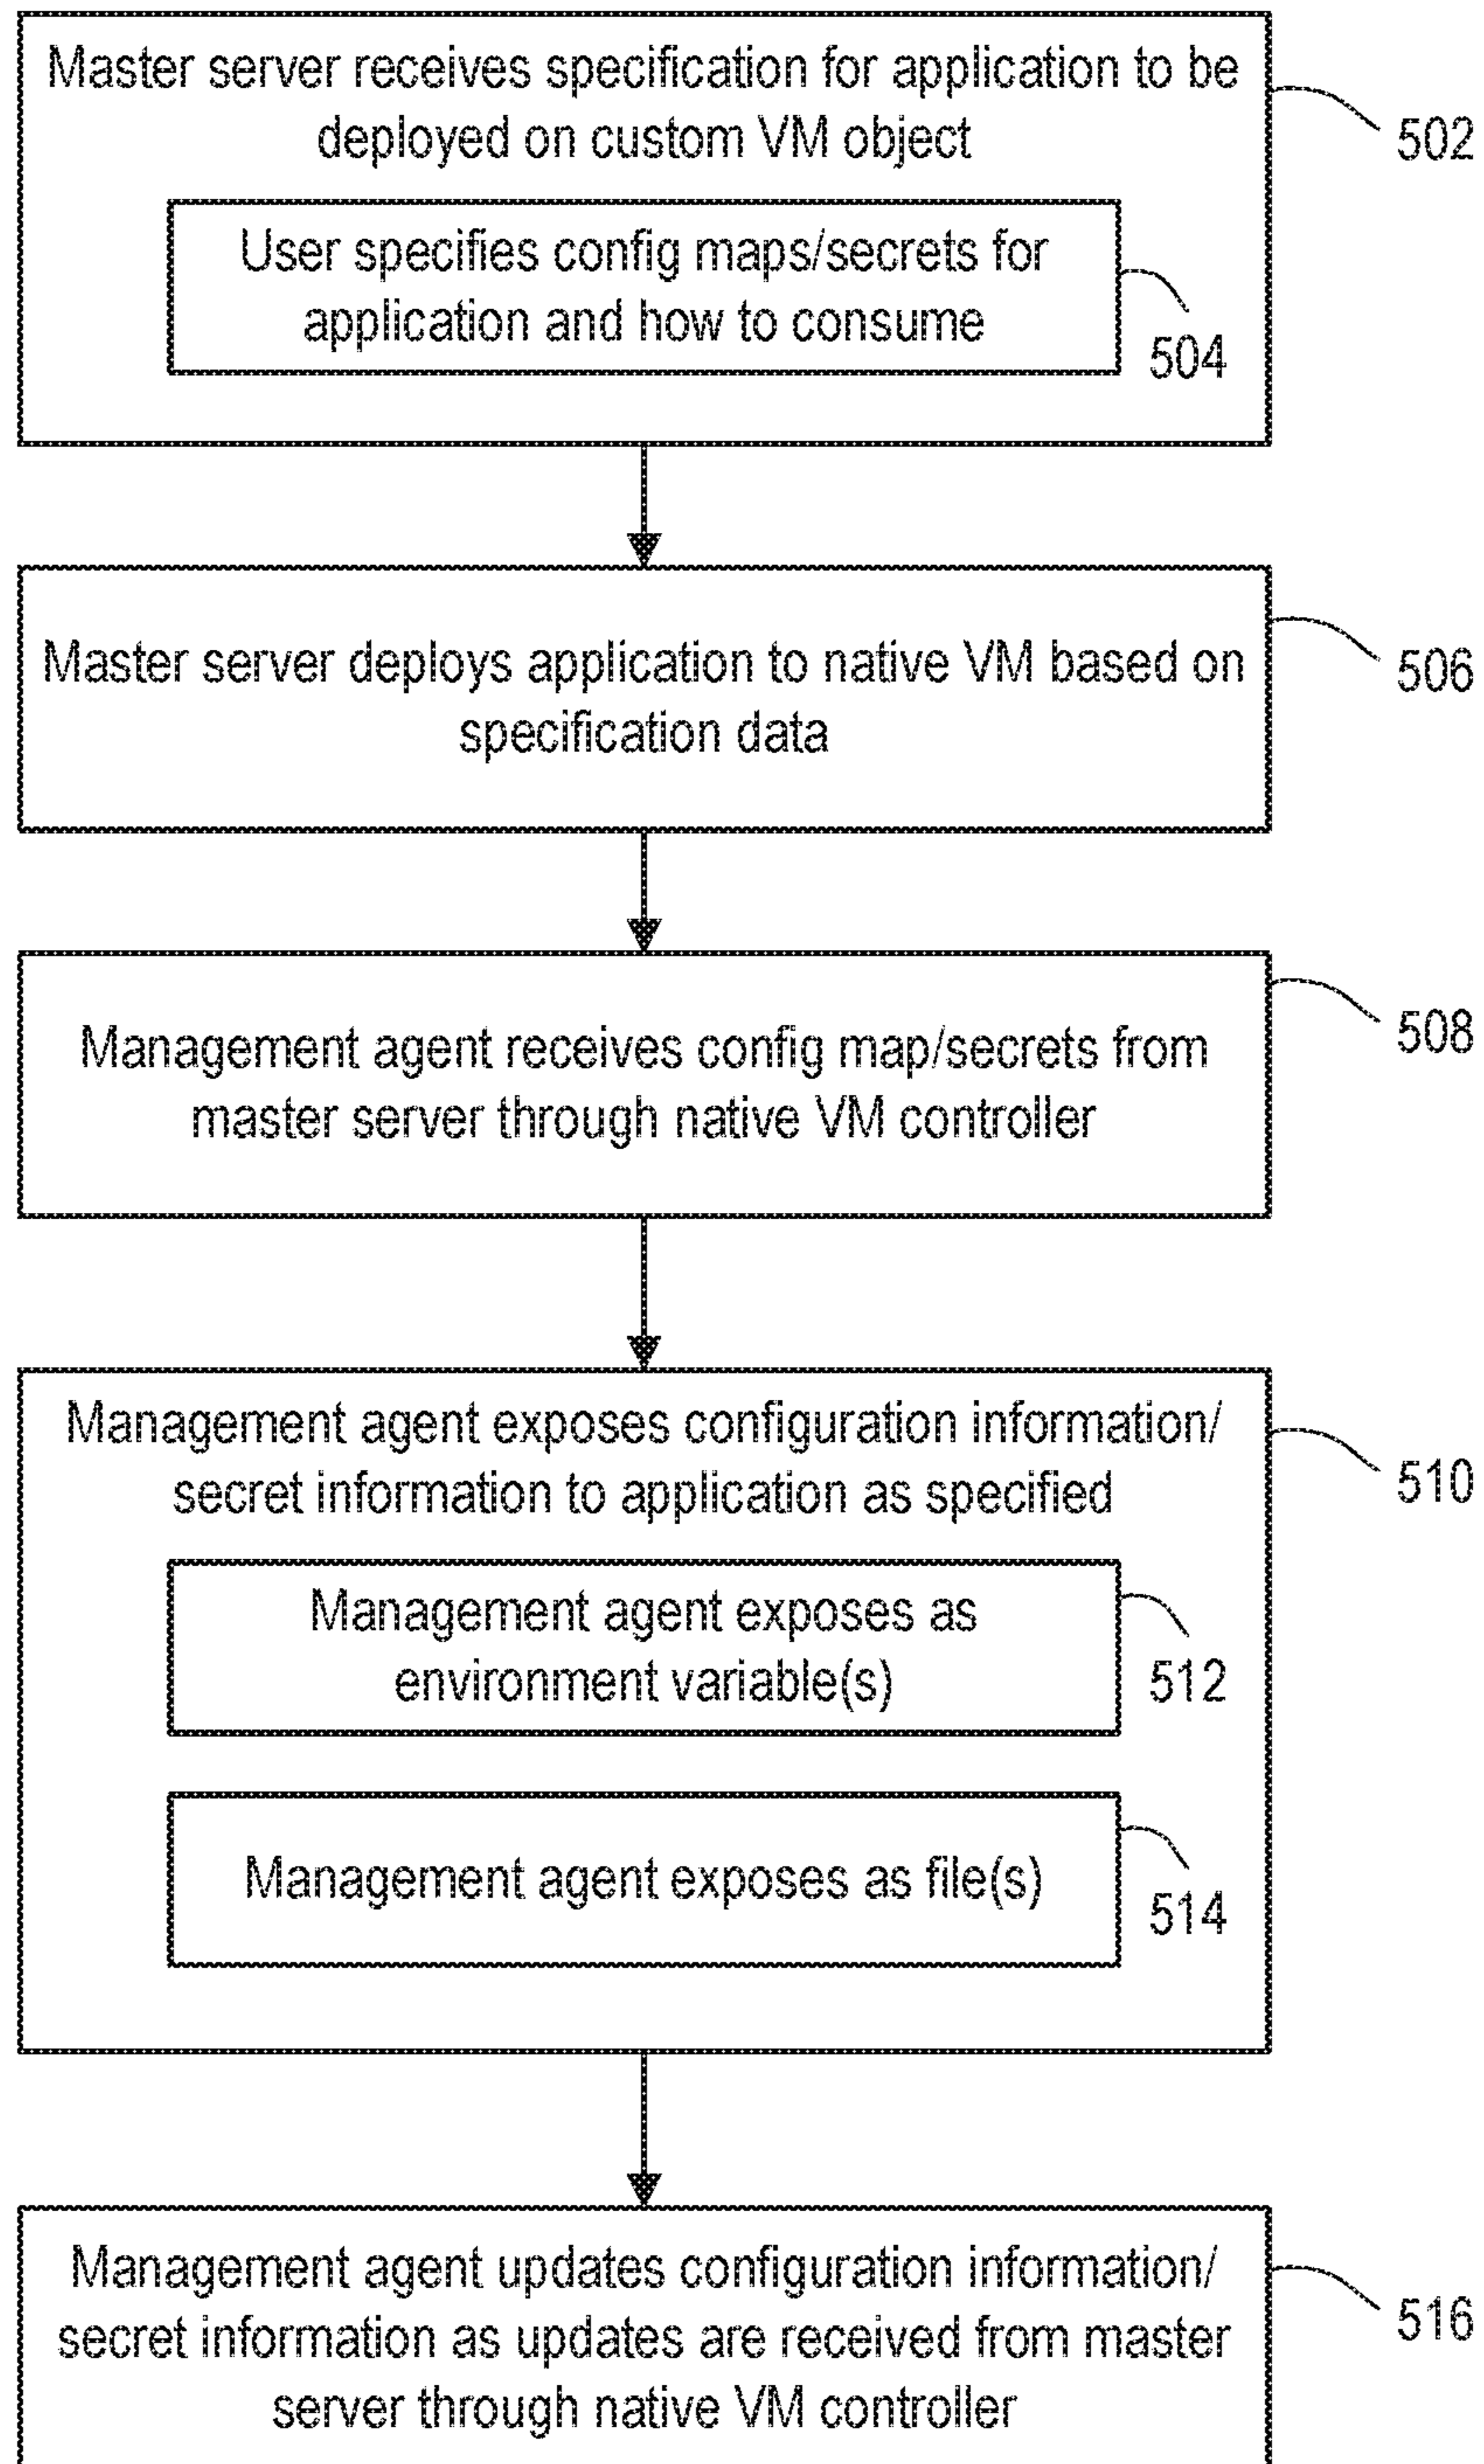 Master server receives specification for application to be
deployed on custom VM object
502
User specifies config maps/secrets for
application and how to consume
504
Master server deploys application to native VM based on
specification data
506
Management agent receives config map/secrets from
master server through native VM controller
508
Management agent exposes configuration information/
secret information to application as specified
510
Management agent exposes as
environment variable(s)
512
Management agent exposes as file(s)
514
Management agent updates configuration information/
secret information as updates are received from master
server through native VM controller
516